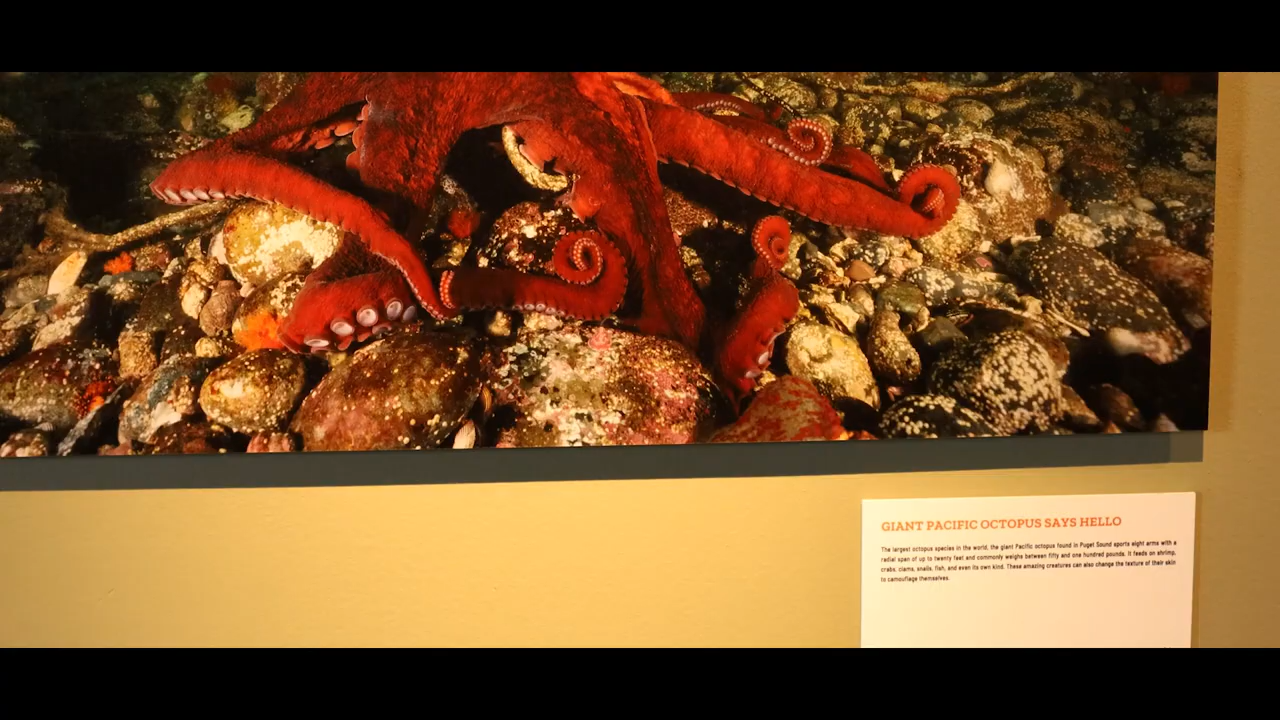 GIANT PACIFIC OCTOPUS SAYS HELLO
The largest octopus species in the world, the giant Pacific octopus found in Puget Sound sports eight arms with a
radial span of up to twenty feet and commonly weighs between fifty and one hundred pounds. It feeds on shrimp,
crabs, clams, snails, fish, and even its own kind. These amazing creatures can also change the texture of their skin
to camouflage themselves.